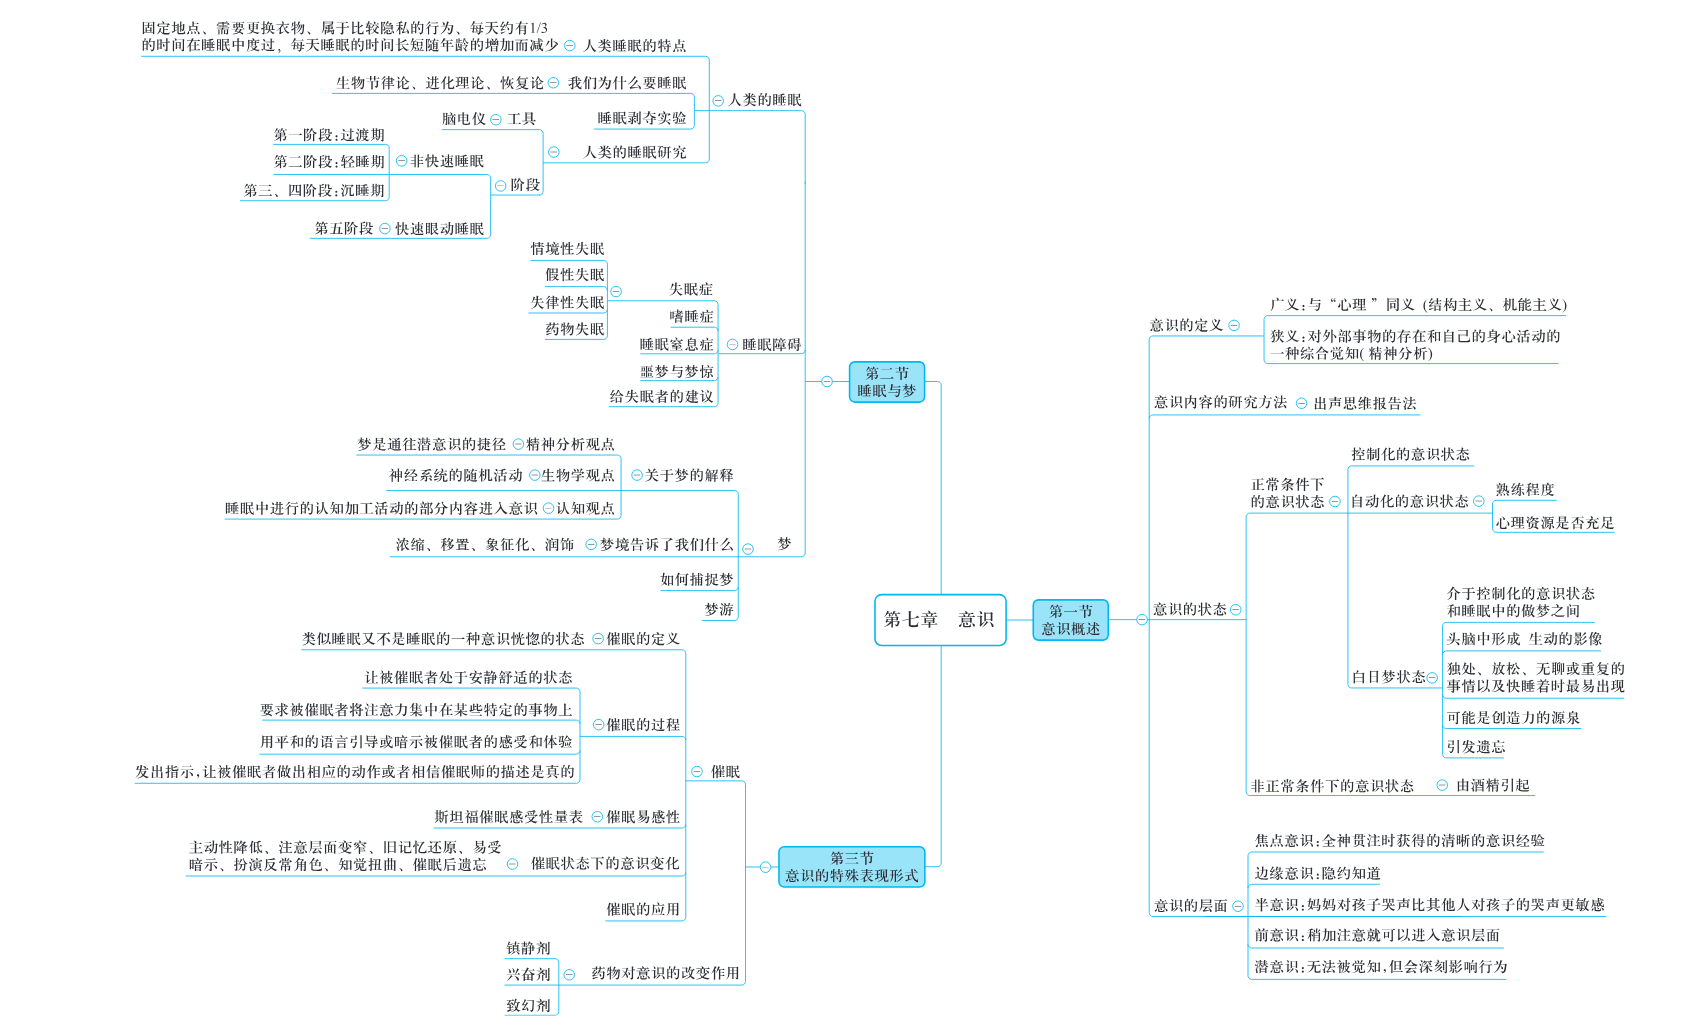 第七章 意识
第一节
意识概述
意识的定义
广义:与“心理 ”同义 (结构主义、机能主义)
狭义:对外部事物的存在和自己的身心活动的
一种综合觉知( 精神分析)
意识内容的研究方法
出声思维报告法
意识的状态
正常条件下
的意识状态
控制化的意识状态
自动化的意识状态
熟练程度
心理资源是否充足
白日梦状态
介于控制化的意识状态
和睡眠中的做梦之间
头脑中形成 生动的影像
独处、放松、无聊或重复的
事情以及快睡着时最易出现
可能是创造力的源泉
引发遗忘
非正常条件下的意识状态
由酒精引起
意识的层面
焦点意识:全神贯注时获得的清晰的意识经验
边缘意识:隐约知道
半意识:妈妈对孩子哭声比其他人对孩子的哭声更敏感
前意识:稍加注意就可以进入意识层面
潜意识:无法被觉知,但会深刻影响行为
第二节
睡眠与梦
人类的睡眠
人类睡眠的特点
固定地点、需要更换衣物、属于比较隐私的行为、每天约有1/3
的时间在睡眠中度过，每天睡眠的时间长短随年龄的增加而减少
我们为什么要睡眠
生物节律论、进化理论、恢复论
睡眠剥夺实验
人类的睡眠研究
工具
脑电仪
阶段
非快速睡眠
第一阶段:过渡期
第二阶段:轻睡期
第三、四阶段:沉睡期
快速眼动睡眠
第五阶段
睡眠障碍
失眠症
情境性失眠
假性失眠
失律性失眠
药物失眠
嗜睡症
睡眠窒息症
噩梦与梦惊
给失眠者的建议
梦
关于梦的解释
精神分析观点
梦是通往潜意识的捷径
生物学观点
神经系统的随机活动
认知观点
睡眠中进行的认知加工活动的部分内容进入意识
梦境告诉了我们什么
浓缩、移置、象征化、润饰
如何捕捉梦
梦游
第三节
意识的特殊表现形式
催眠
催眠的定义
类似睡眠又不是睡眠的一种意识恍惚的状态
催眠的过程
让被催眠者处于安静舒适的状态
要求被催眠者将注意力集中在某些特定的事物上
用平和的语言引导或暗示被催眠者的感受和体验
发出指示,让被催眠者做出相应的动作或者相信催眠师的描述是真的
催眠易感性
斯坦福催眠感受性量表
催眠状态下的意识变化
主动性降低、注意层面变窄、旧记忆还原、易受
暗示、扮演反常角色、知觉扭曲、催眠后遗忘
催眠的应用
药物对意识的改变作用
镇静剂
兴奋剂
致幻剂